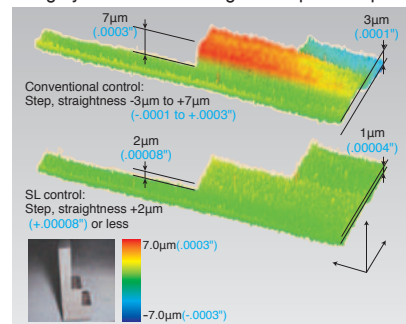 7µm
(.0003")
3µm
(.0001")
Conventional control:
Step, straightness -3µm to +7µm
(-.0001 to +.0003")
2µm
(.00008")
1µm
(.00004")
SL control:
Step, straightness +2µm
(+.00008") or less
7.0µm(.0003")
-7.0µm(-.0003")